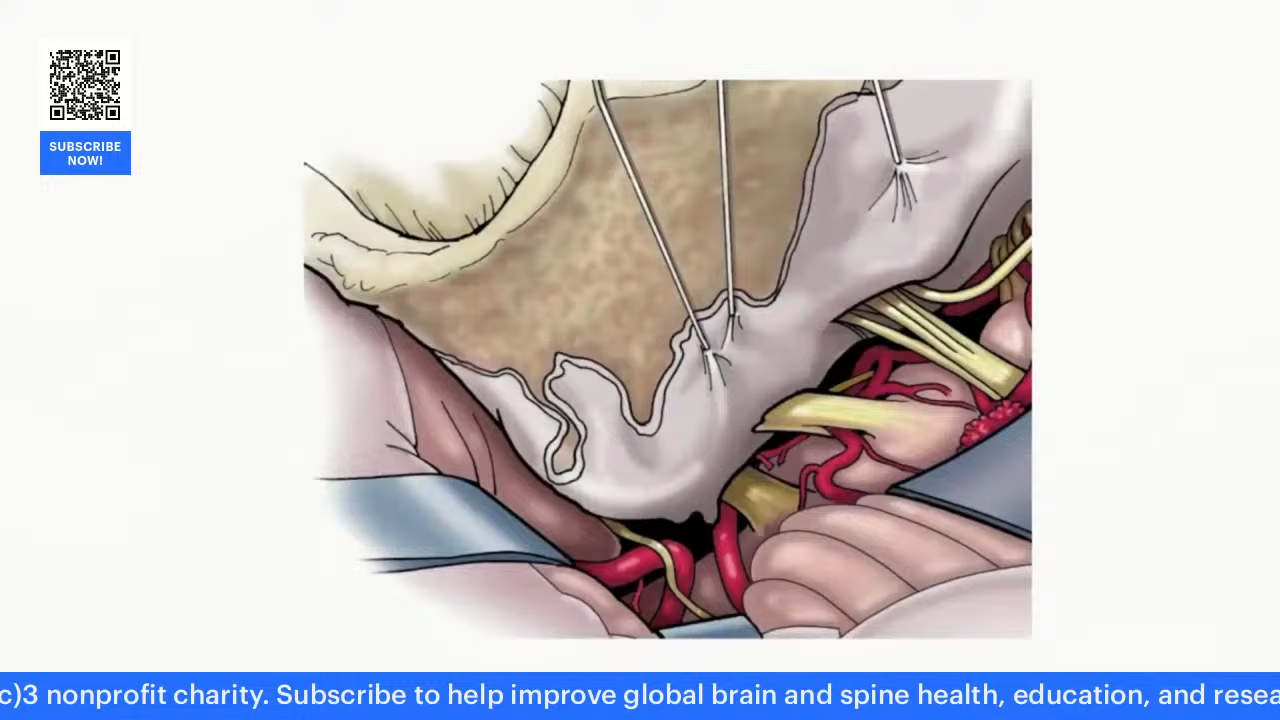 SUBSCRIBE
NOW!
c)3 nonprofit charity. Subscribe to help improve global brain and spine health, education, and resea